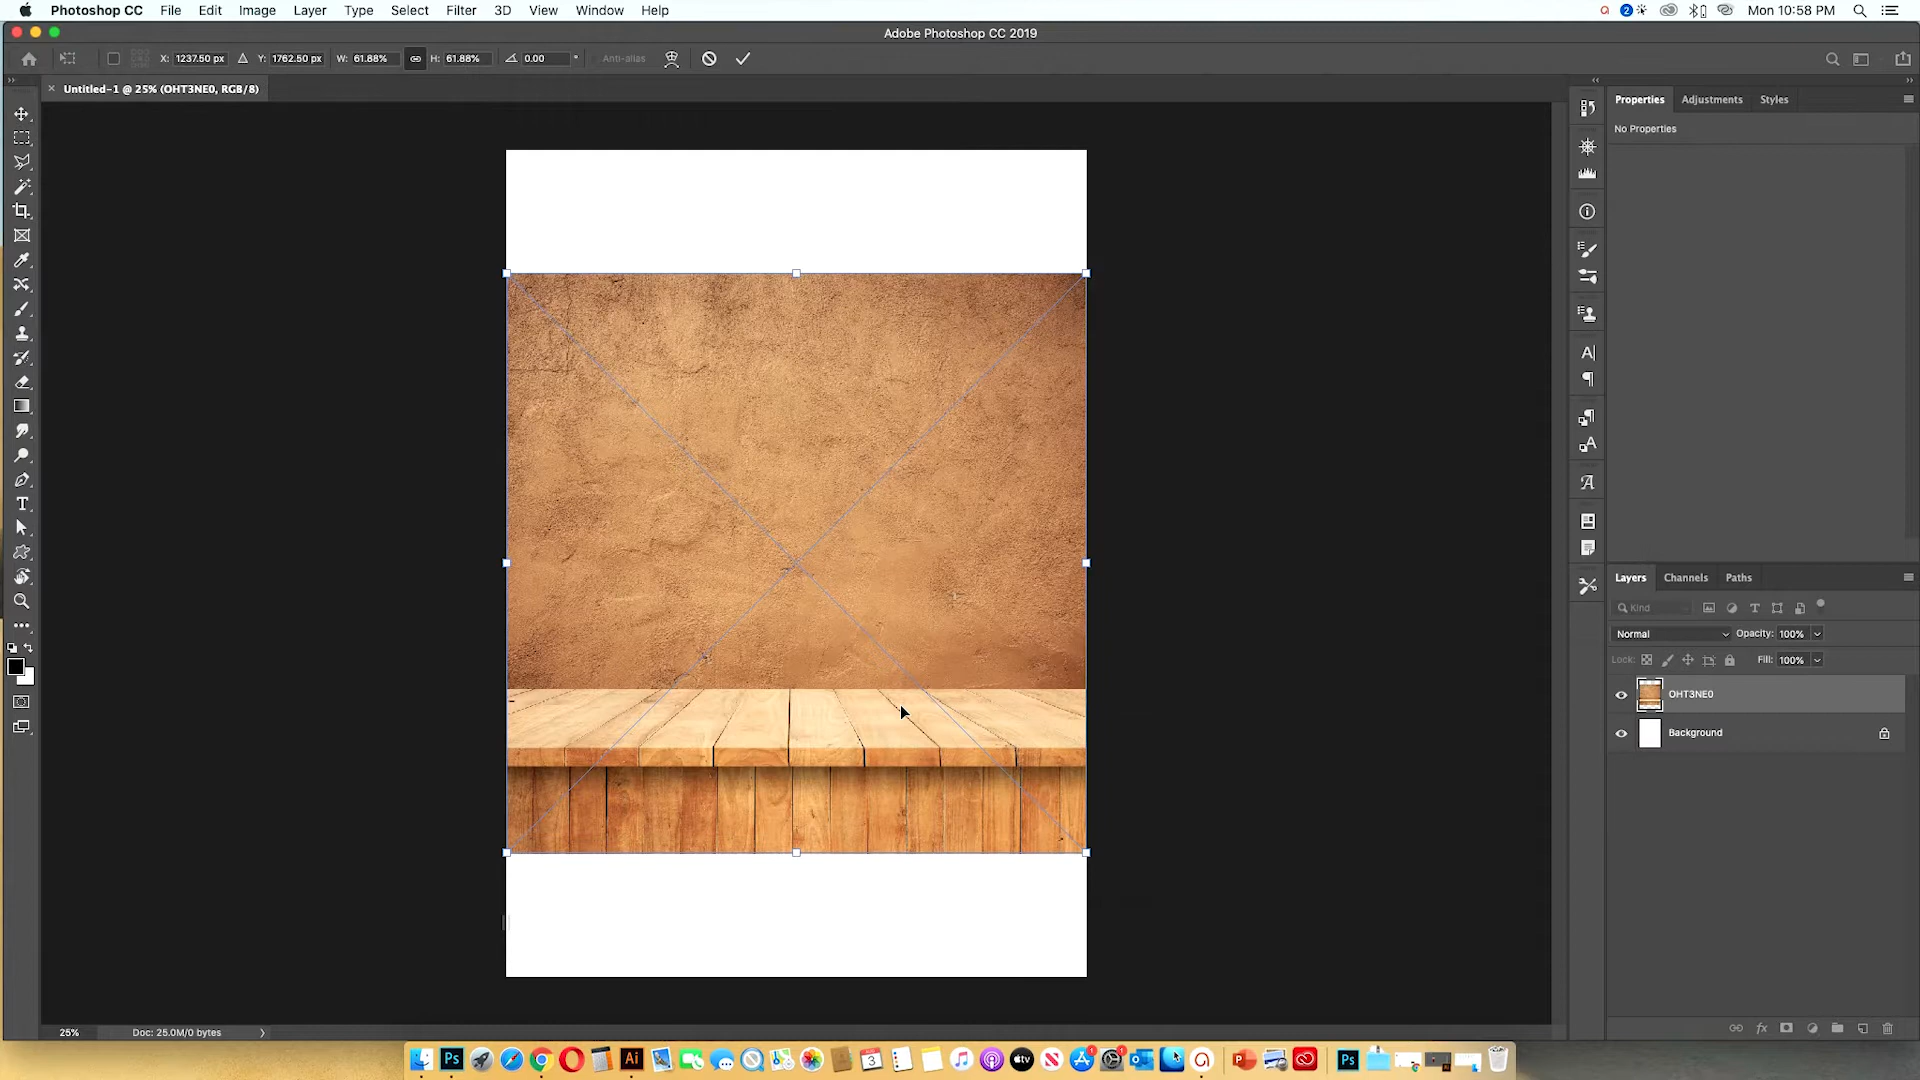 Photoshop CC File Edit Image Layer Type Select Filter 3D View Window Help
2 Mon 10:58 PM
Adobe Photoshop CC 2019
X: 1237.50 px Y: 1762.50 px W: 61.88% H: 61.88% 0.00 ° Anti-alias
× Untitled-1 @ 25% (OHT3NE0, RGB/8)
Properties Adjustments Styles
No Properties
Layers Channels Paths
Kind
Normal Opacity: 100%
Lock: Fill: 100%
OHT3NE0
Background
25% Doc: 25.0M/0 bytes